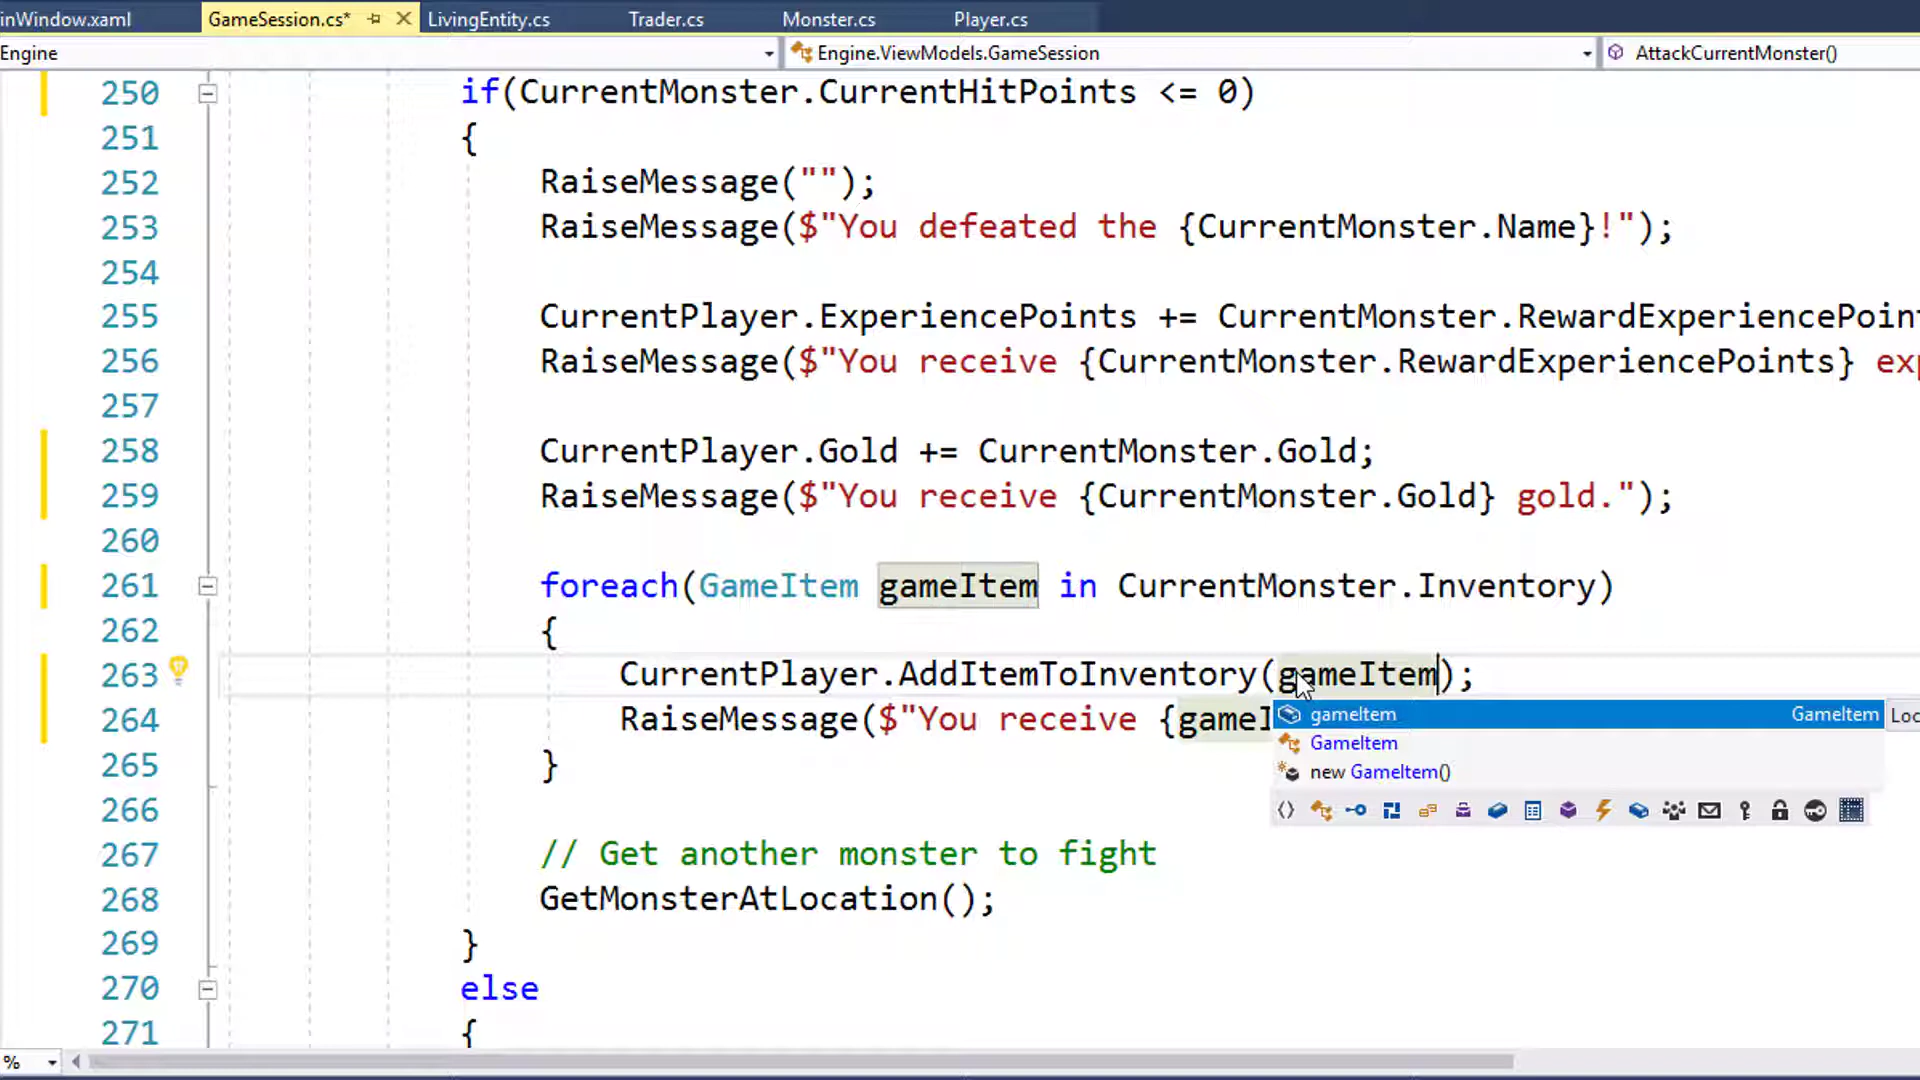 inWindow.xaml GameSession.cs* LivingEntity.cs Trader.cs Monster.cs Player.cs
Engine Engine.ViewModels.GameSession AttackCurrentMonster()
250 if(CurrentMonster.CurrentHitPoints <= 0)
251 {
252 RaiseMessage("");
253 RaiseMessage($"You defeated the {CurrentMonster.Name}!");
254
255 CurrentPlayer.ExperiencePoints += CurrentMonster.RewardExperiencePoin
256 RaiseMessage($"You receive {CurrentMonster.RewardExperiencePoints} exp
257
258 CurrentPlayer.Gold += CurrentMonster.Gold;
259 RaiseMessage($"You receive {CurrentMonster.Gold} gold.");
260
261 foreach(GameItem gameItem in CurrentMonster.Inventory)
262 {
263 CurrentPlayer.AddItemToInventory(gameItem);
264 RaiseMessage($"You receive {gameI
gameItem GameItem Loc
GameItem
new GameItem()
265 }
266
267 // Get another monster to fight
268 GetMonsterAtLocation();
269 }
270 else
271 {
%